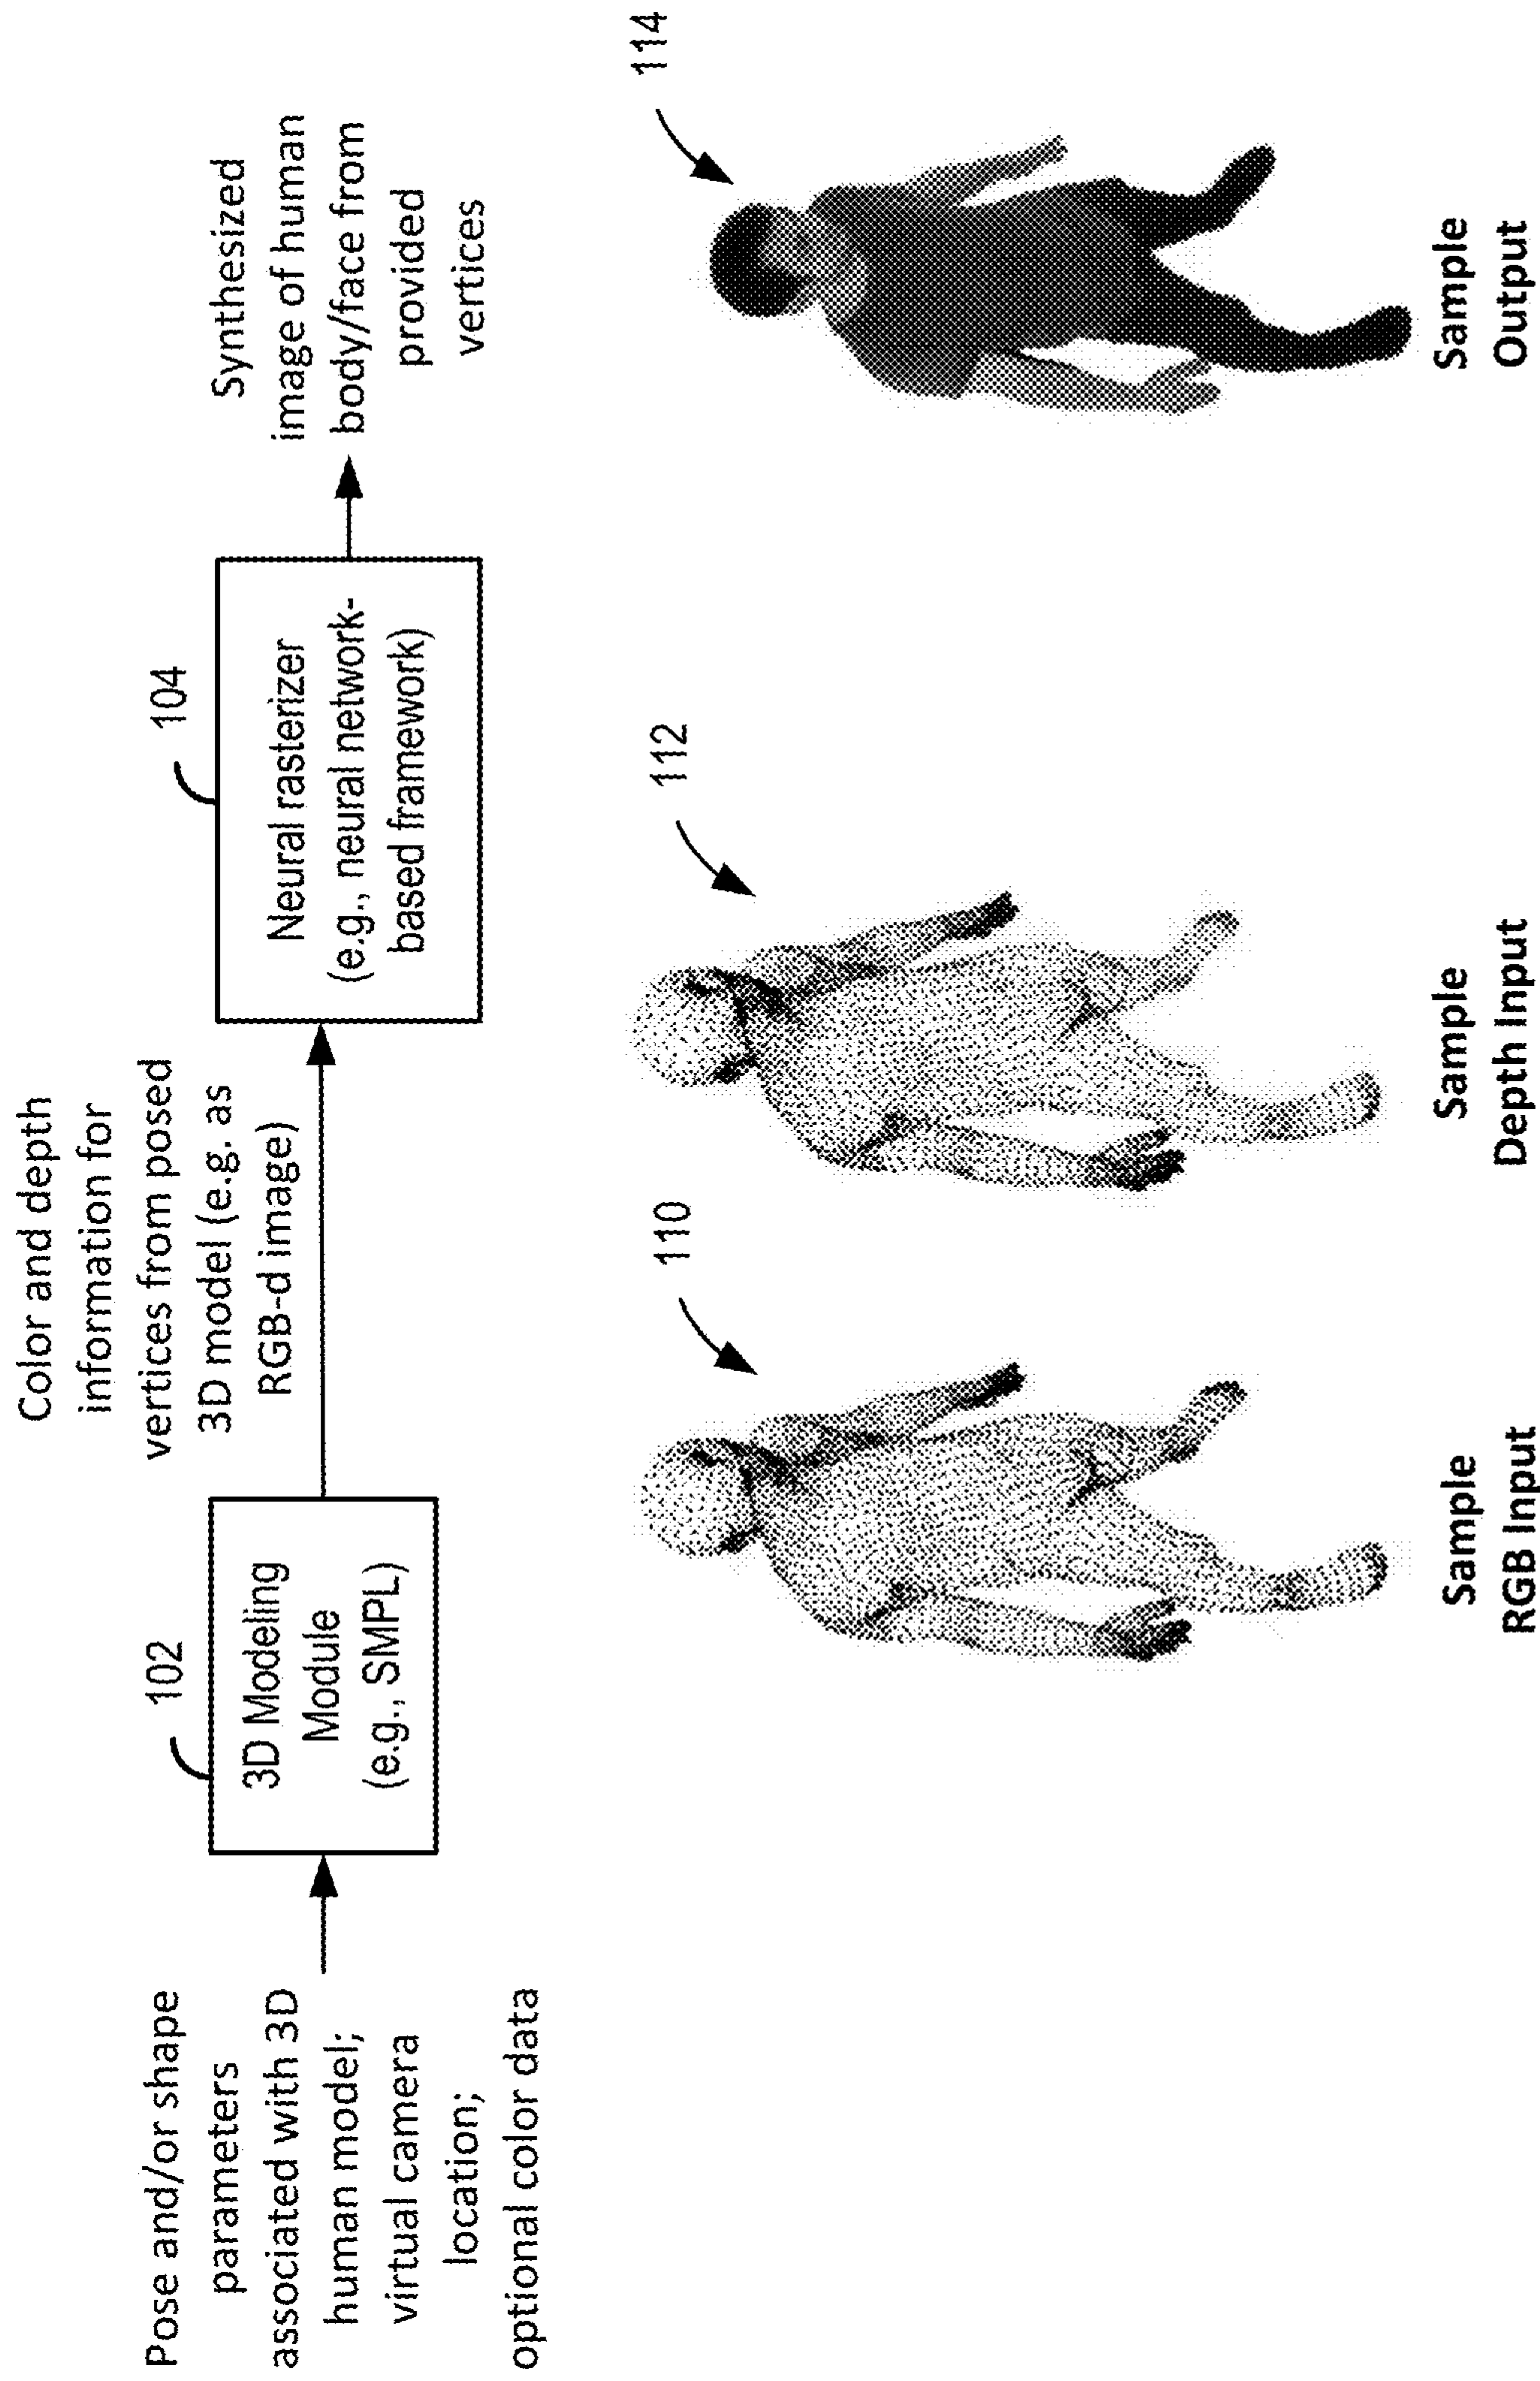 Pose and/or shape
parameters
associated with 3D
human model;
virtual camera
location;
optional color data
102
3D Modeling
Module
(e.g., SMPL)
Color and depth
information for
vertices from posed
3D model (e.g. as
RGB-d image)
104
Neural rasterizer
(e.g., neural network-
based framework)
Synthesized
image of human
body/face from
provided
vertices
110
Sample
RGB Input
112
Sample
Depth Input
114
Sample
Output